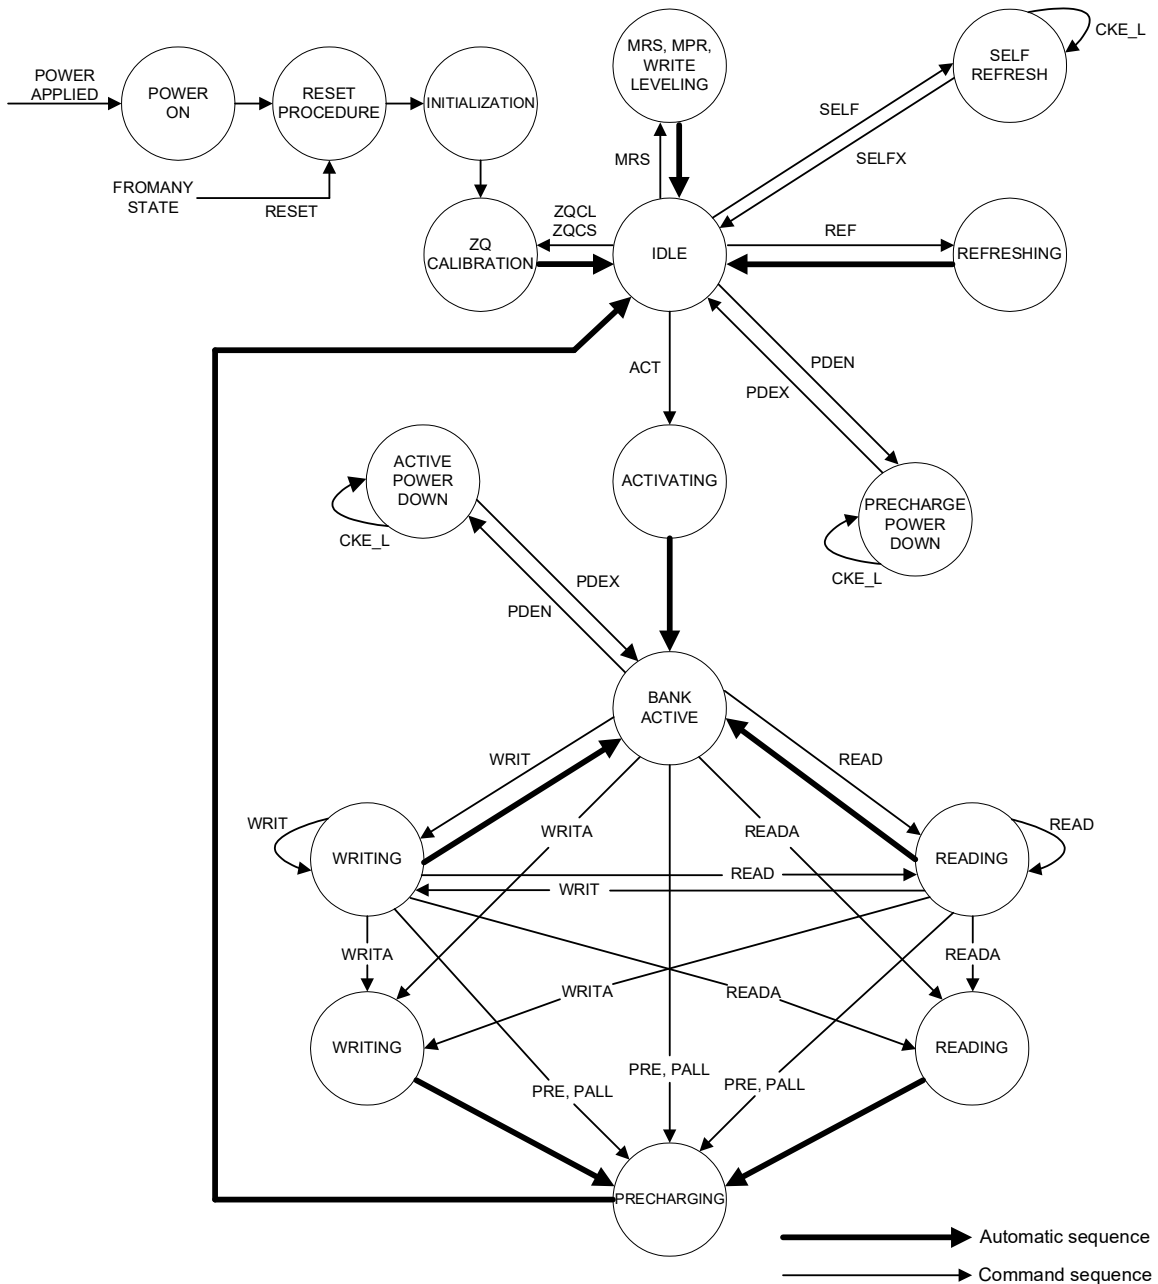 POWER
APPLIED
POWER
ON
RESET
PROCEDURE
INITIALIZATION
MRS, MPR,
WRITE
LEVELING
SELF
REFRESH
CKE_L
FROMANY
STATE
RESET
MRS
SELF
SELFX
ZQCL
ZQCS
ZQ
CALIBRATION
IDLE
REF
REFRESHING
ACT
PDEN
PDEX
ACTIVE
POWER
DOWN
CKE_L
ACTIVATING
PRECHARGE
POWER
DOWN
CKE_L
PDEX
PDEN
BANK
ACTIVE
WRIT
READ
WRIT
WRITA
READA
READ
WRITING
READING
READ
WRIT
WRITA
READA
WRITA
READA
WRITING
READING
PRE, PALL
PRE, PALL
PRE, PALL
PRECHARGING
Automatic sequence
Command sequence